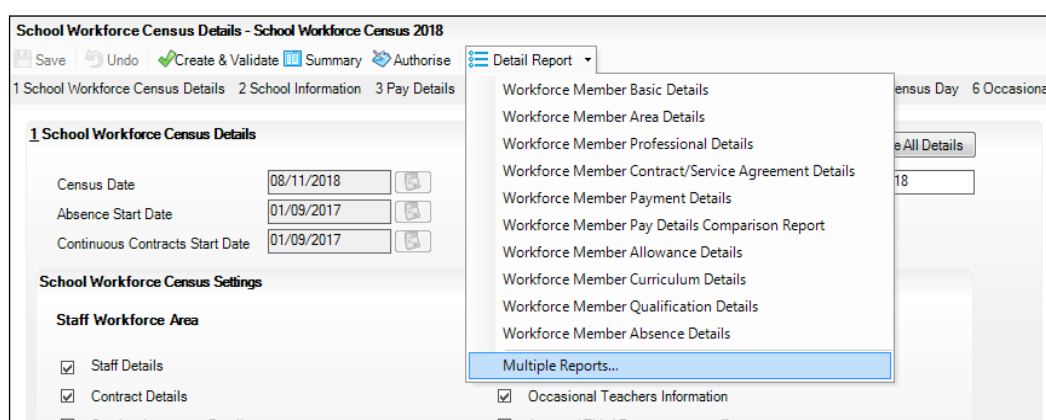 School Workforce Census Details - School Workforce Census 2018
Save Undo Create & Validate Summary Authorise Detail Report
1 School Workforce Census Details 2 School Information 3 Pay Details ensus Day 6 Occasiona
Workforce Member Basic Details
Workforce Member Area Details
1 School Workforce Census Details
Workforce Member Professional Details
e All Details
Workforce Member Contract/Service Agreement Details
Census Date 08/11/2018 18
Workforce Member Payment Details
Absence Start Date 01/09/2017
Workforce Member Pay Details Comparison Report
Continuous Contracts Start Date 01/09/2017
Workforce Member Allowance Details
School Workforce Census Settings
Workforce Member Curriculum Details
Workforce Member Qualification Details
Staff Workforce Area
Workforce Member Absence Details
Staff Details
Multiple Reports...
Contract Details Occasional Teachers Information